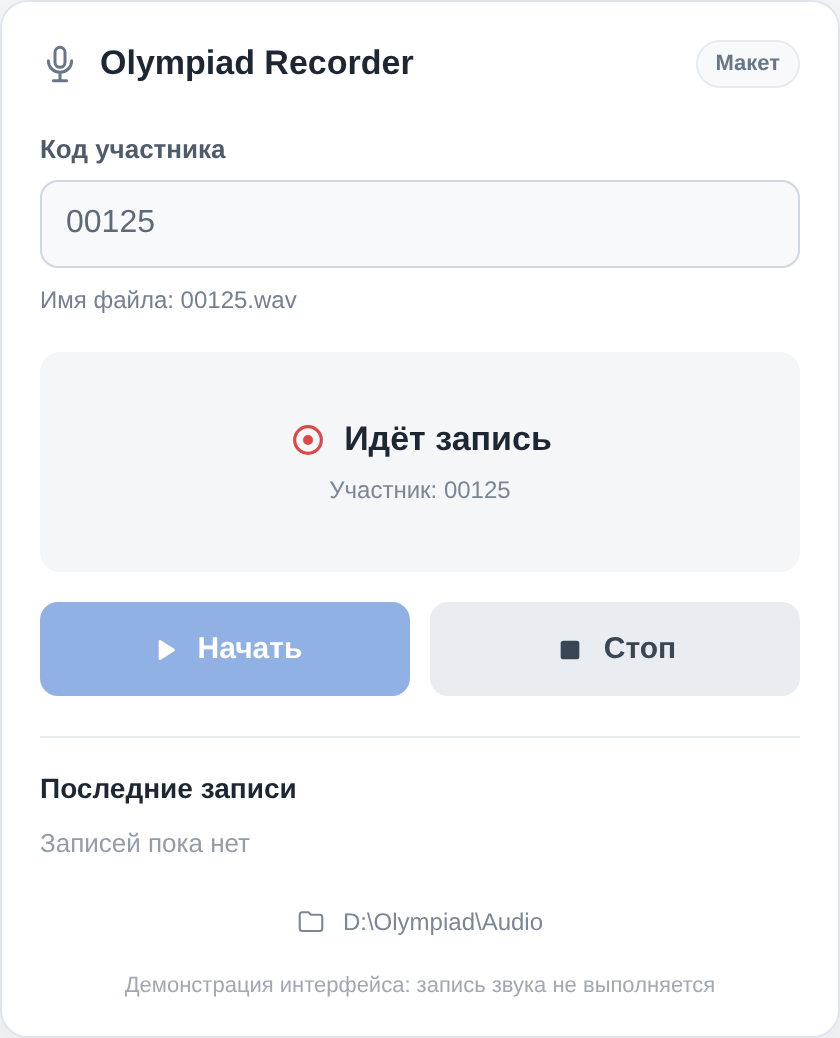 Olympiad Recorder
Макет
Код участника
00125
Имя файла: 00125.wav
Идёт запись
Участник: 00125
Начать
Стоп
Последние записи
Записей пока нет
D:\Olympiad\Audio
Демонстрация интерфейса: запись звука не выполняется